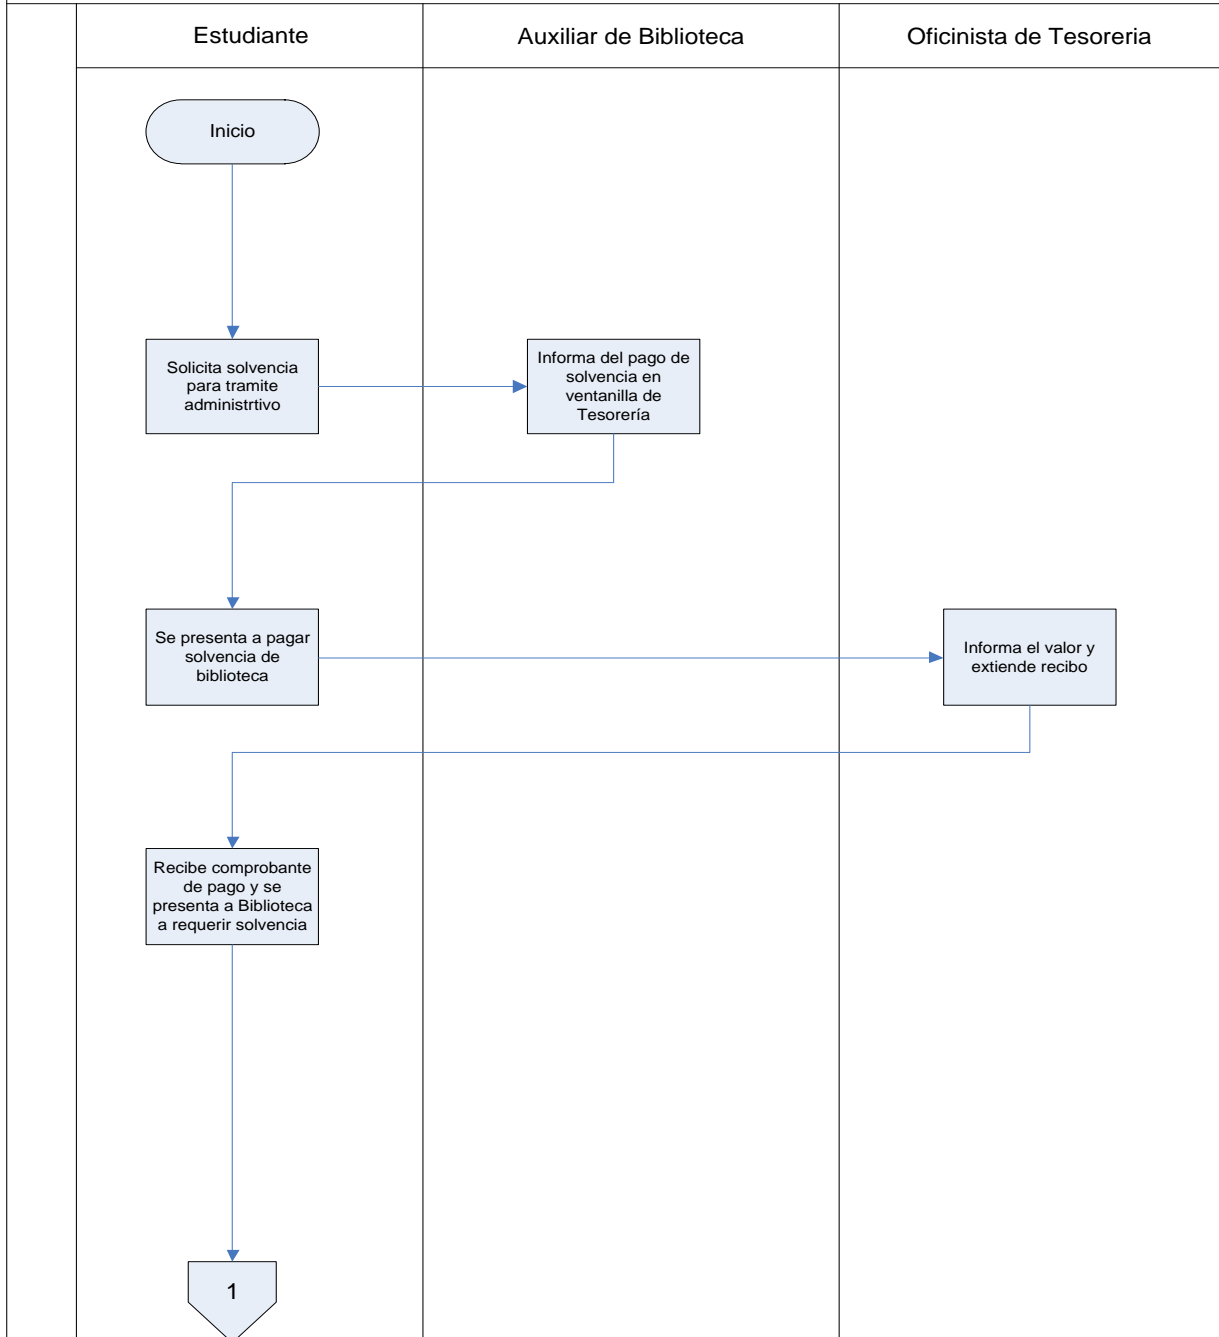 Estudiante
Auxiliar de Biblioteca
Oficinista de Tesoreria
Inicio
Solicita solvencia
para tramite
administrtivo
Informa del pago de
solvencia en
ventanilla de
Tesorería
Se presenta a pagar
solvencia de
biblioteca
Informa el valor y
extiende recibo
Recibe comprobante
de pago y se
presenta a Biblioteca
a requerir solvencia
1